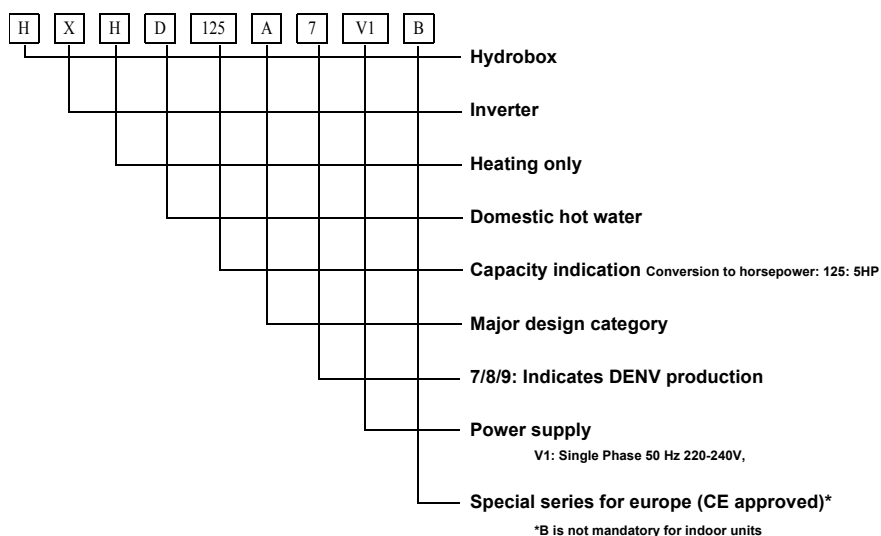 H X H D 125 A 7 V1 B
Hydrobox
Inverter
Heating only
Domestic hot water
Capacity indication Conversion to horsepower: 125: 5HP
Major design category
7/8/9: Indicates DENV production
Power supply
V1: Single Phase 50 Hz 220-240V,
Special series for europe (CE approved)*
*B is not mandatory for indoor units